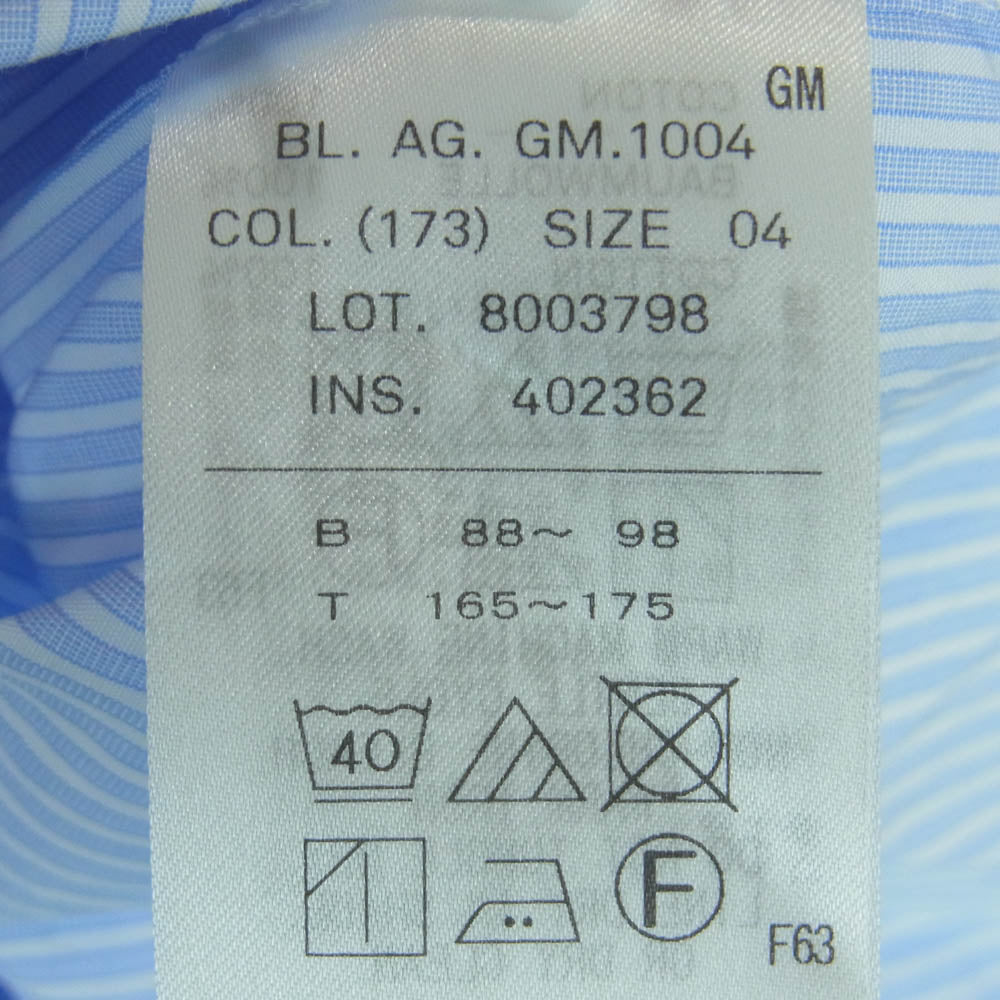 GM
BL. AG. GM.1004
COL. (173) SIZE 04
LOT. 8003798
INS. 402362
B 88～ 98
T 165～175
40
F
F63